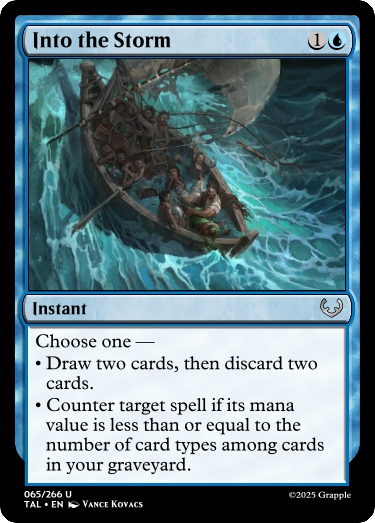 Into the Storm 1
Instant
Choose one —
• Draw two cards, then discard two
cards.
• Counter target spell if its mana
value is less than or equal to the
number of card types among cards
in your graveyard.
065/266 U
TAL • EN Vance Kovacs
©2025 Grapple